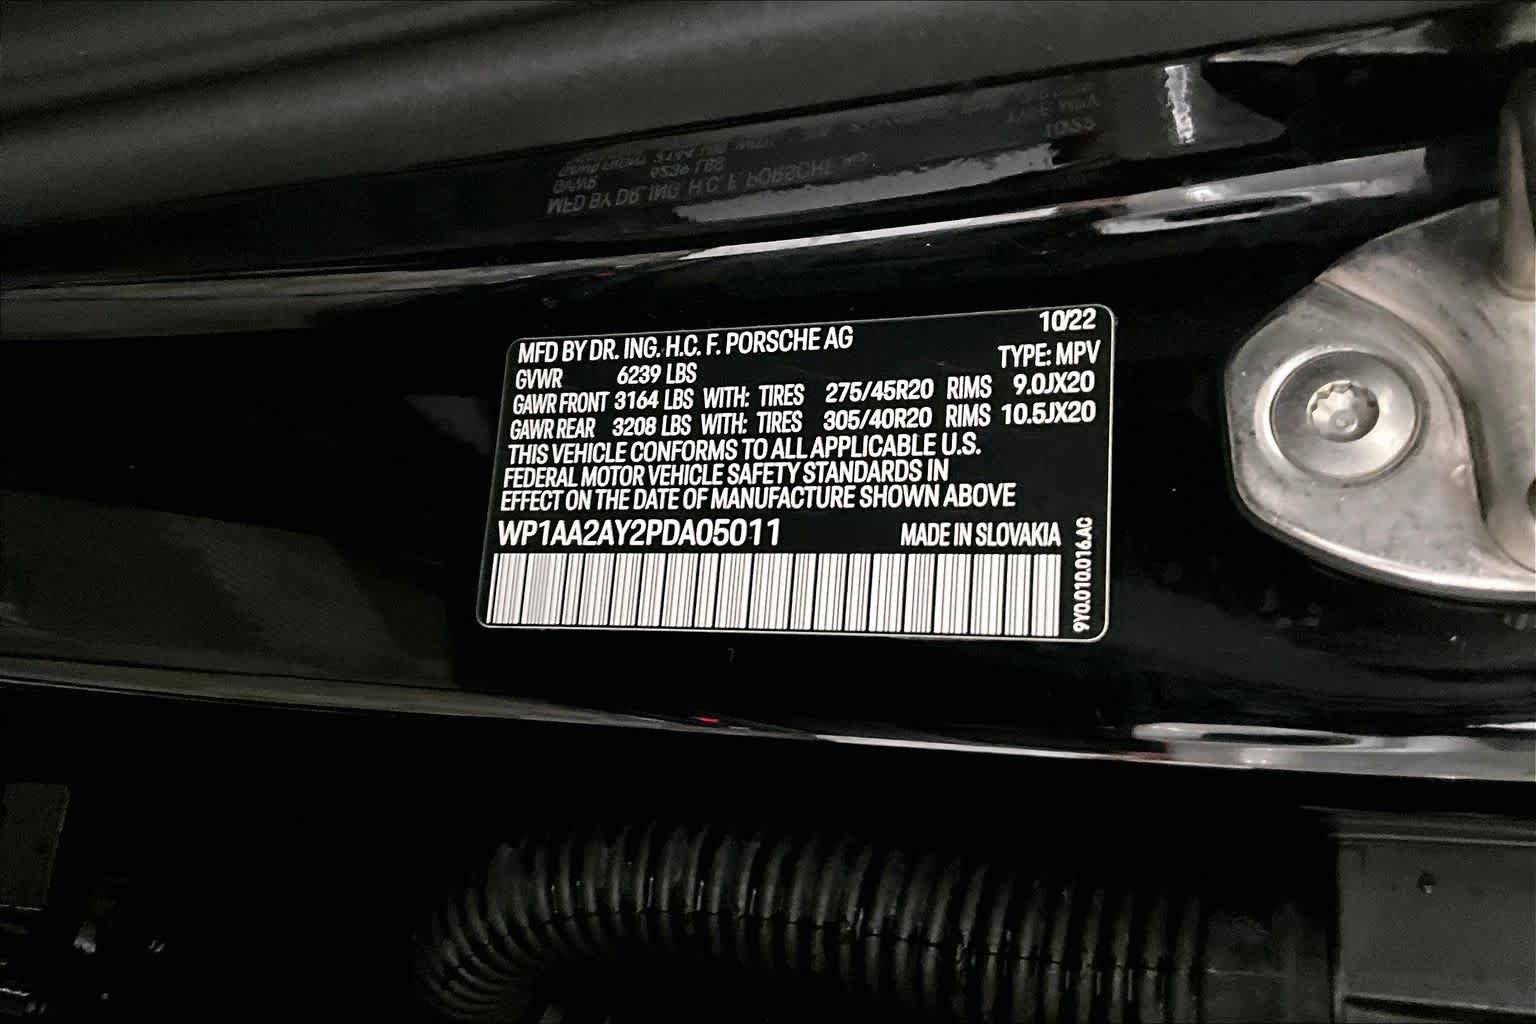 MFD BY DR. ING. H.C. F. PORSCHE AG 10/22
GVWR 6239 LBS TYPE: MPV
GAWR FRONT 3164 LBS WITH: TIRES 275/45R20 RIMS 9.0JX20
GAWR REAR 3208 LBS WITH: TIRES 305/40R20 RIMS 10.5JX20
THIS VEHICLE CONFORMS TO ALL APPLICABLE U.S.
FEDERAL MOTOR VEHICLE SAFETY STANDARDS IN
EFFECT ON THE DATE OF MANUFACTURE SHOWN ABOVE
WP1AA2AY2PDA05011 MADE IN SLOVAKIA
9Y0.010.016.AC